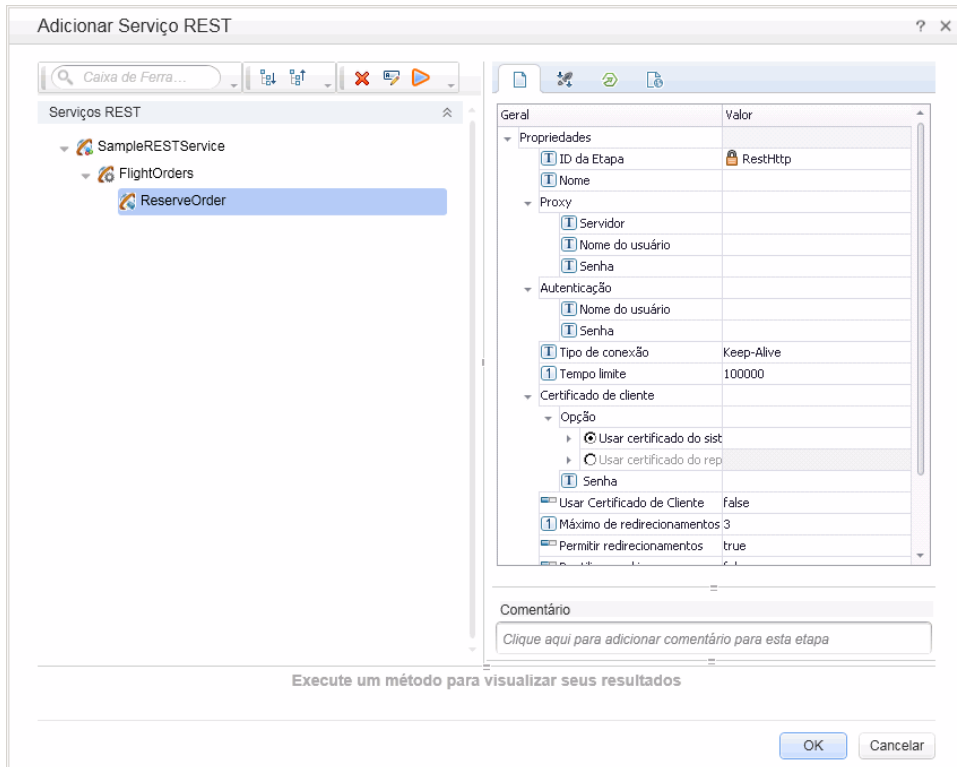 Adicionar Serviço REST
Caixa de Ferra...
Serviços REST
SampleRESTService
FlightOrders
ReserveOrder
Geral Valor
Propriedades
ID da Etapa RestHttp
Nome
Proxy
Servidor
Nome do usuário
Senha
Autenticação
Nome do usuário
Senha
Tipo de conexão Keep-Alive
Tempo limite 100000
Certificado de cliente
Opção
Usar certificado do sist
Usar certificado do rep
Senha
Usar Certificado de Cliente false
Máximo de redirecionamentos 3
Permitir redirecionamentos true
Comentário
Clique aqui para adicionar comentário para esta etapa
Execute um método para visualizar seus resultados
OK Cancelar